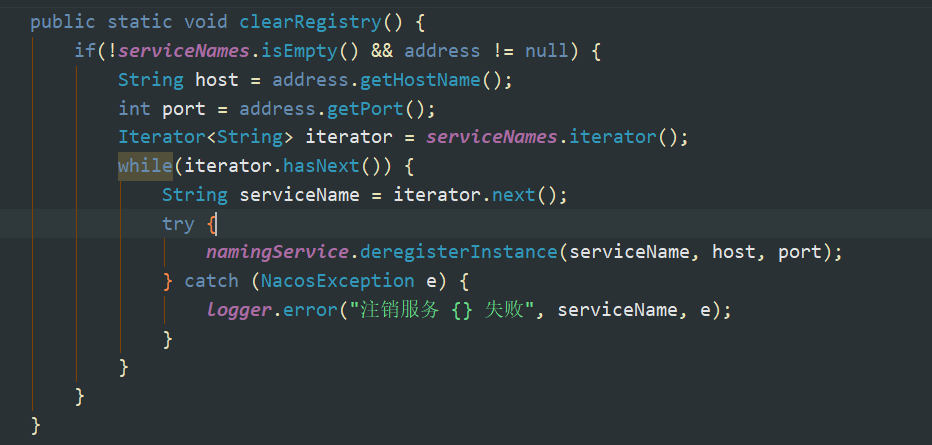 public static void clearRegistry() {
    if(!serviceNames.isEmpty() && address != null) {
        String host = address.getHostName();
        int port = address.getPort();
        Iterator<String> iterator = serviceNames.iterator();
        while(iterator.hasNext()) {
            String serviceName = iterator.next();
            try {
                namingService.deregisterInstance(serviceName, host, port);
            } catch (NacosException e) {
                logger.error("注销服务 {} 失败", serviceName, e);
            }
        }
    }
}